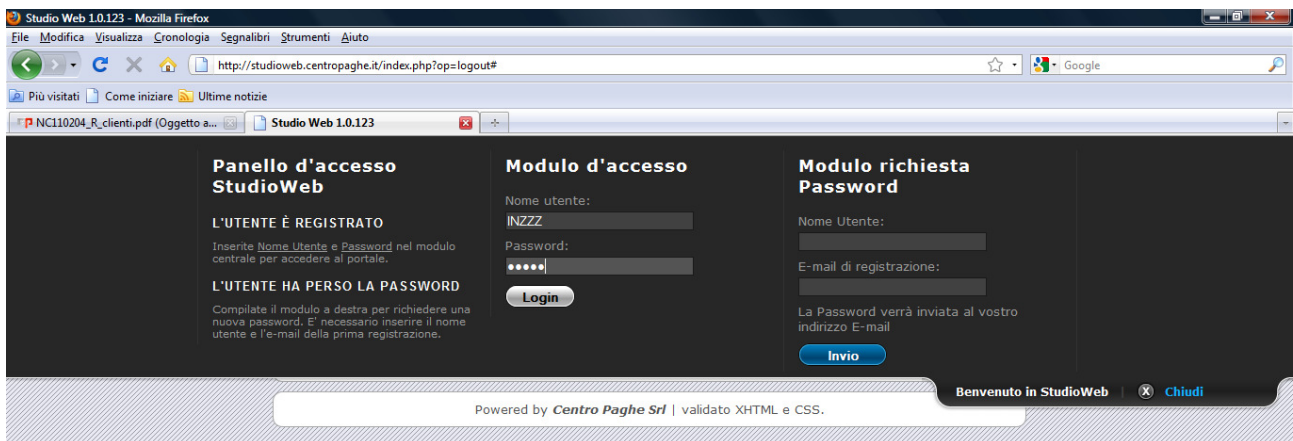 Studio Web 1.0.123 - Mozilla Firefox
File Modifica Visualizza Cronologia Segnalibri Strumenti Aiuto
http://studioweb.centropaghe.it/index.php?op=logout#
Google
Più visitati Come iniziare Ultime notizie
NC110204_R_clienti.pdf (Oggetto a...
Studio Web 1.0.123
Panello d'accesso
StudioWeb
L'UTENTE È REGISTRATO
Inserite Nome Utente e Password nel modulo
centrale per accedere al portale.
L'UTENTE HA PERSO LA PASSWORD
Compilate il modulo a destra per richiedere una
nuova password. E' necessario inserire il nome
utente e l'e-mail della prima registrazione.
Modulo d'accesso
Nome utente:
INZZZ
Password:
•••••
Login
Modulo richiesta
Password
Nome Utente:
E-mail di registrazione:
La Password verrà inviata al vostro
indirizzo E-mail
Invio
Benvenuto in StudioWeb | X Chiudi
Powered by Centro Paghe Srl | validato XHTML e CSS.